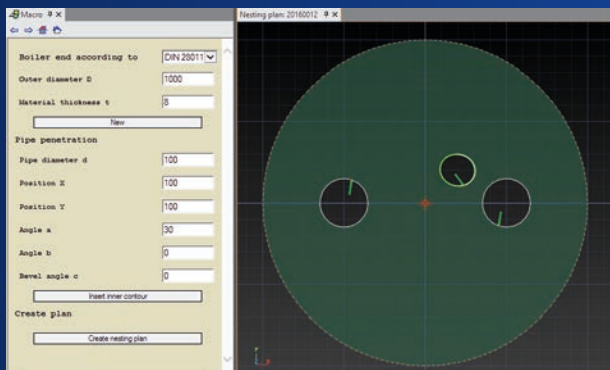 Macro
Nesting plan: 20160012
Boiler end according to DIN 28011
Outer diameter D 1000
Material thickness t 8
New
Pipe penetration
Pipe diameter d 100
Position X 100
Position Y 100
Angle a 30
Angle b 0
Bevel angle c 0
Insert inner contour
Create plan
Create nesting plan